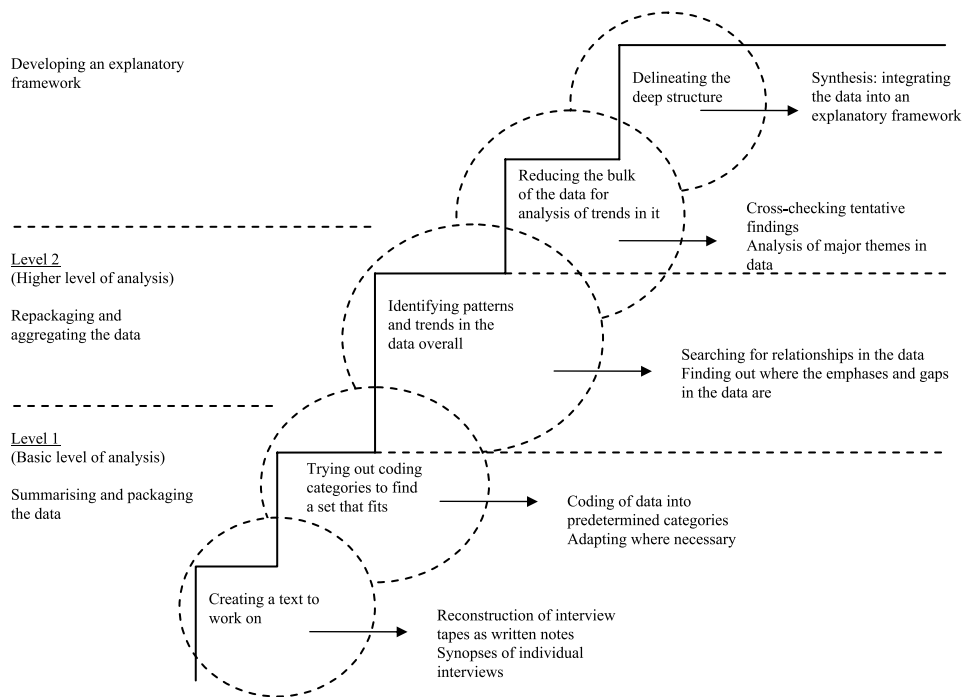 Developing an explanatory
framework
Delineating the
deep structure
Synthesis: integrating
the data into an
explanatory framework
Reducing the bulk
of the data for
analysis of trends in it
Cross-checking tentative
findings
Analysis of major themes in
data
Level 2
(Higher level of analysis)
Repackaging and
aggregating the data
Identifying patterns
and trends in the
data overall
Searching for relationships in the data
Finding out where the emphases and gaps
in the data are
Level 1
(Basic level of analysis)
Summarising and packaging
the data
Trying out coding
categories to find
a set that fits
Coding of data into
predetermined categories
Adapting where necessary
Creating a text to
work on
Reconstruction of interview
tapes as written notes
Synopses of individual
interviews